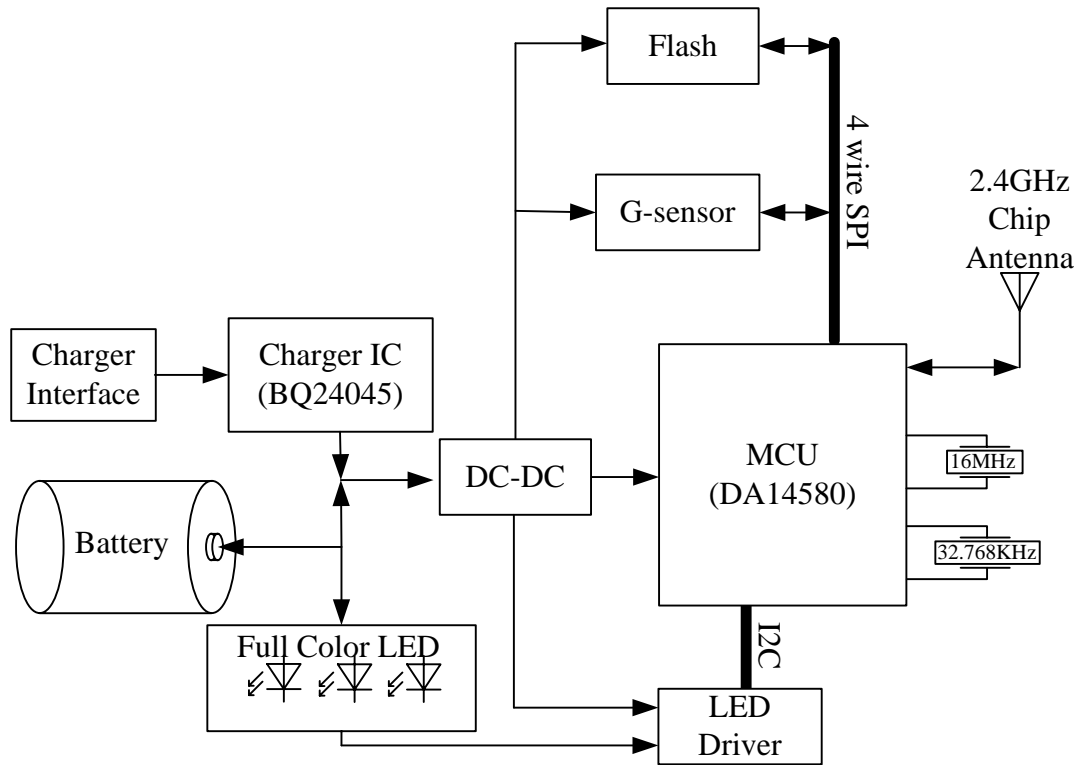 Flash
4 wire SPI
G-sensor
2.4GHz
Chip
Antenna
Charger
Interface
Charger IC
(BQ24045)
DC-DC
MCU
(DA14580)
16MHz
32.768KHz
Battery
Full Color LED
I2C
LED
Driver